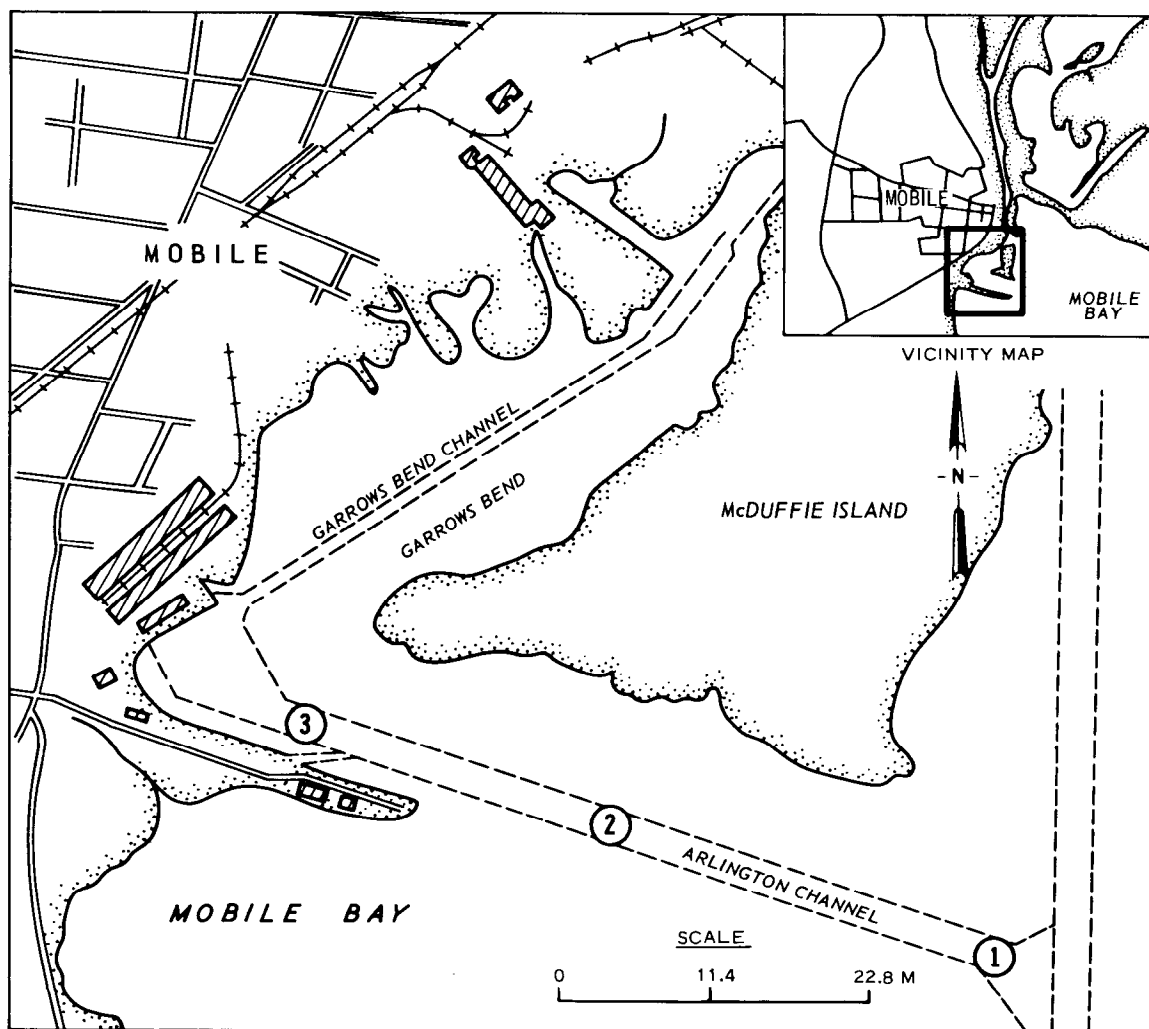 MOBILE
MOBILE
BAY
VICINITY MAP
MOBILE
GARROWS BEND CHANNEL
GARROWS BEND
N
McDUFFIE ISLAND
3
2
ARLINGTON CHANNEL
1
MOBILE BAY
SCALE
0 11.4 22.8 M
MOBILE